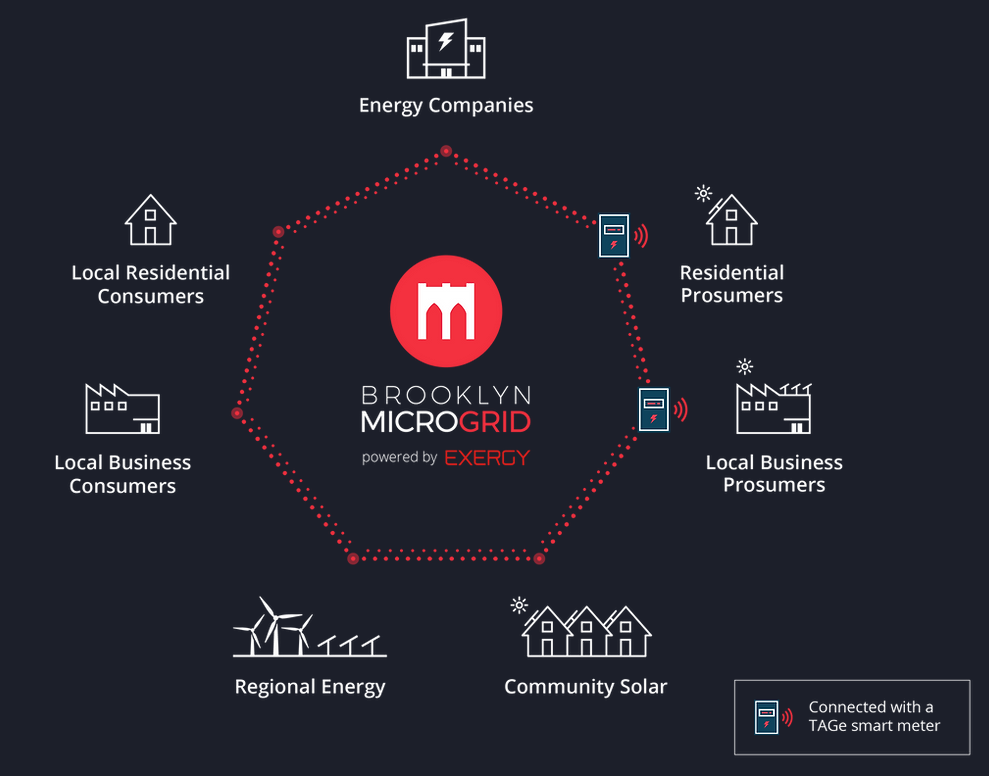 Energy Companies
Local Residential
Consumers
Residential
Prosumers
BROOKLYN
MICROGRID
powered by EXERGY
Local Business
Consumers
Local Business
Prosumers
Regional Energy
Community Solar
Connected with a
TAGe smart meter